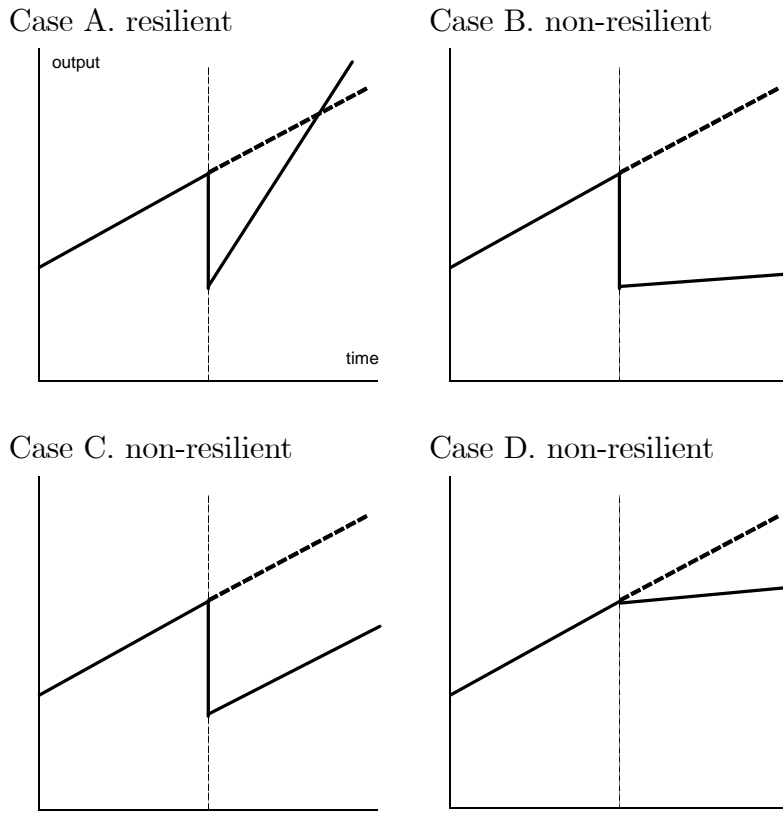 Case A. resilient
Case B. non-resilient
output
time
Case C. non-resilient
Case D. non-resilient